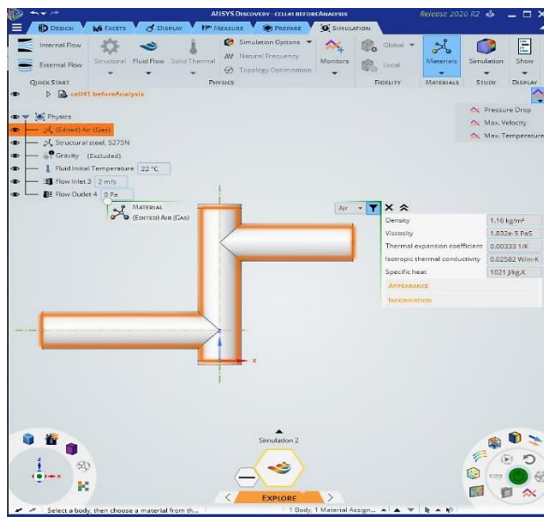 ANSYS DISCOVERY - CELL41 BEFOREANALYSIS
Release 2020 R2
DESIGN
FACETS
DISPLAY
MEASURE
PREPARE
SIMULATION
Internal Flow
External Flow
QUICK START
Structural
Fluid Flow
Solid Thermal
Simulation Options
Natural Frequency
Topology Optimization
PHYSICS
Monitors
Global
Local
FIDELITY
Materials
MATERIALS
Simulation
STUDY
Show
DISPLAY
cell41 beforeAnalysis
Physics
(Edited) Air (Gas)
Structural steel, S275N
Gravity (Excluded)
Fluid Initial Temperature 22 °C
Flow Inlet 3 2 m/s
Flow Outlet 4 0 Pa
MATERIAL
(EDITED) AIR (GAS)
Pressure Drop
Max. Velocity
Max. Temperature
Air
Density 1.16 kg/m³
Viscosity 1.832e-5 PaS
Thermal expansion coefficient 0.00333 1/K
Isotropic thermal conductivity 0.02582 W/m·K
Specific heat 1021 J/kg.K
APPEARANCE
INFORMATION
X
Simulation 2
EXPLORE
Select a body, then choose a material from th...
1 Body, 1 Material Assign...